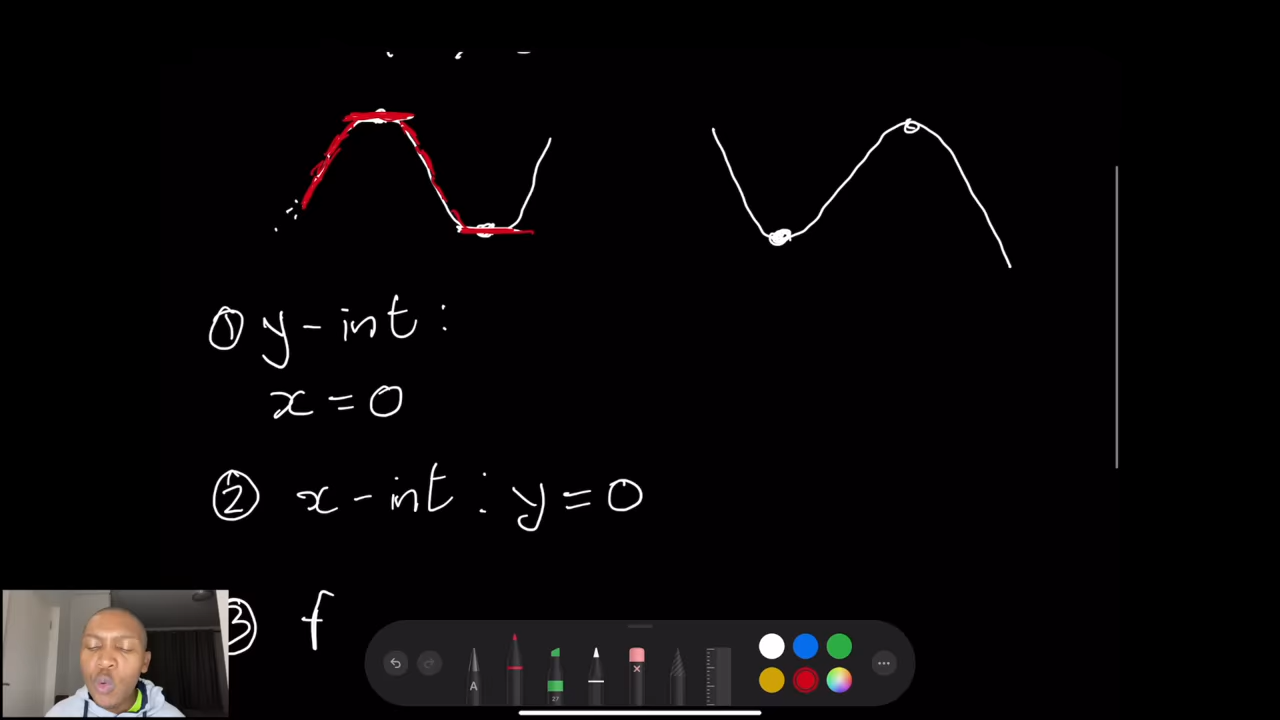 ① y - int :
x = 0
② x - int : y = 0
③ f